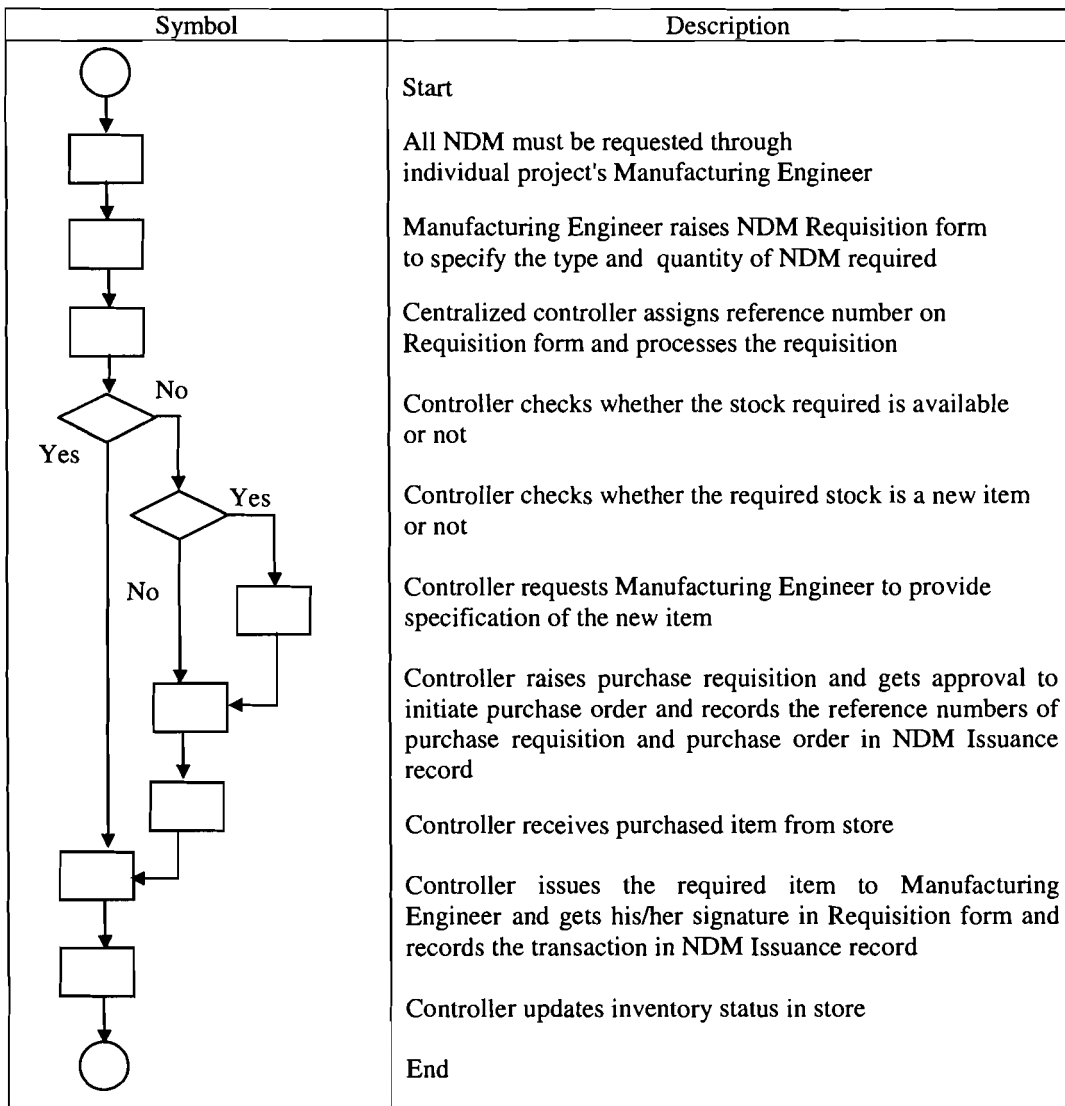 Symbol
Description
Start
All NDM must be requested through
individual project's Manufacturing Engineer
Manufacturing Engineer raises NDM Requisition form
to specify the type and quantity of NDM required
Centralized controller assigns reference number on
Requisition form and processes the requisition
No
Controller checks whether the stock required is available
or not
Yes
Yes
Controller checks whether the required stock is a new item
or not
No
Controller requests Manufacturing Engineer to provide
specification of the new item
Controller raises purchase requisition and gets approval to
initiate purchase order and records the reference numbers of
purchase requisition and purchase order in NDM Issuance
record
Controller receives purchased item from store
Controller issues the required item to Manufacturing
Engineer and gets his/her signature in Requisition form and
records the transaction in NDM Issuance record
Controller updates inventory status in store
End